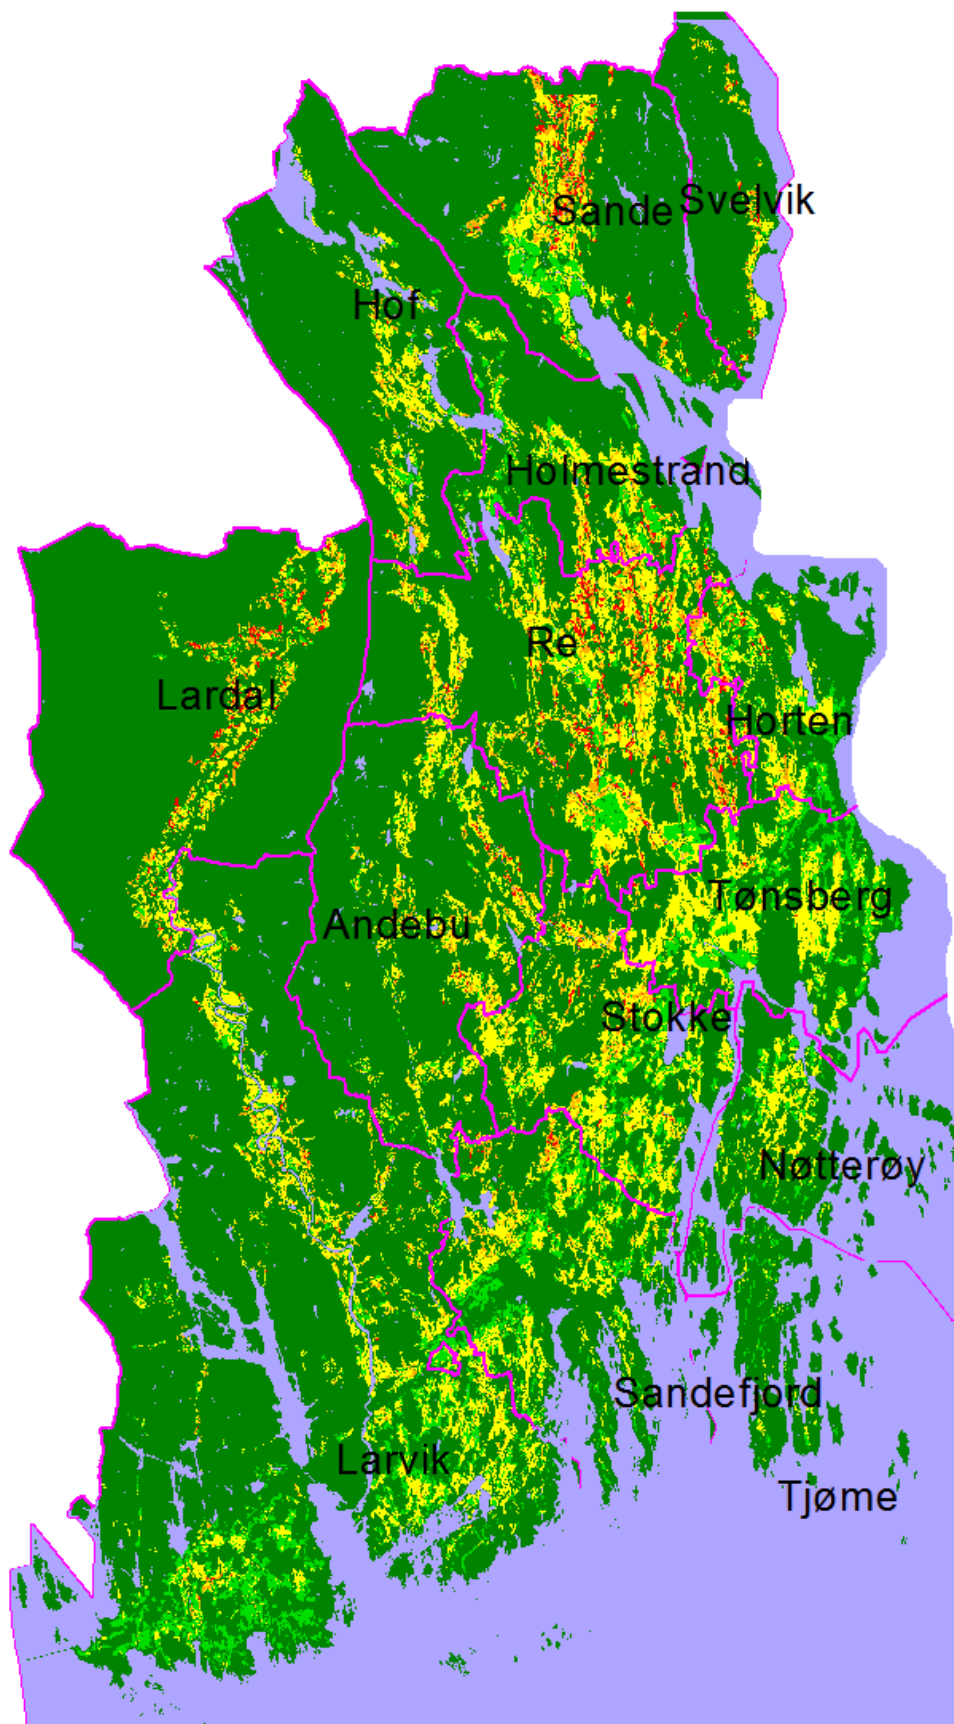 Svelvik
Sande
Hof
Holmestrand
Re
Lardal
Horten
Tønsberg
Andebu
Stokke
Nøtterøy
Sandefjord
Larvik
Tjøme